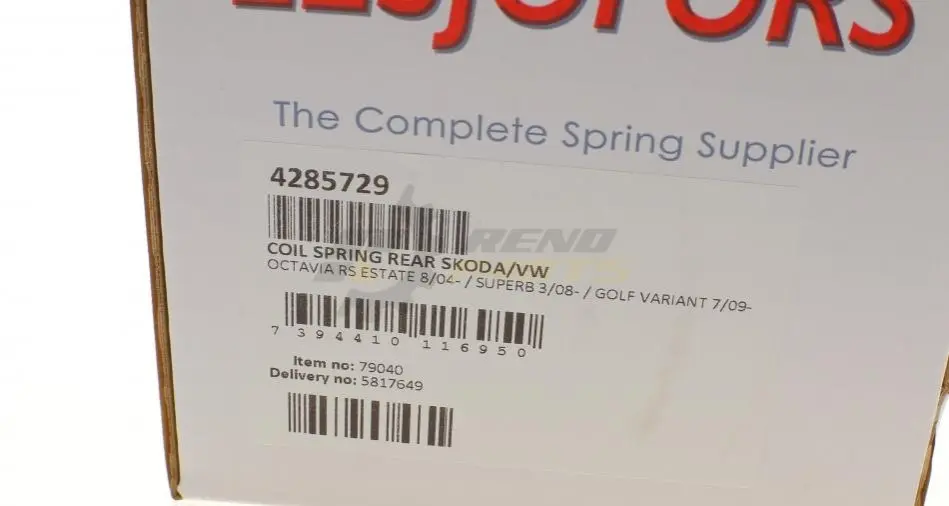 LESJÖFORS
The Complete Spring Supplier
4285729
COIL SPRING REAR SKODA/VW
OCTAVIA RS ESTATE 8/04- / SUPERB 3/08- / GOLF VARIANT 7/09-
7 394410 116950
Item no: 79040
Delivery no: 5817649